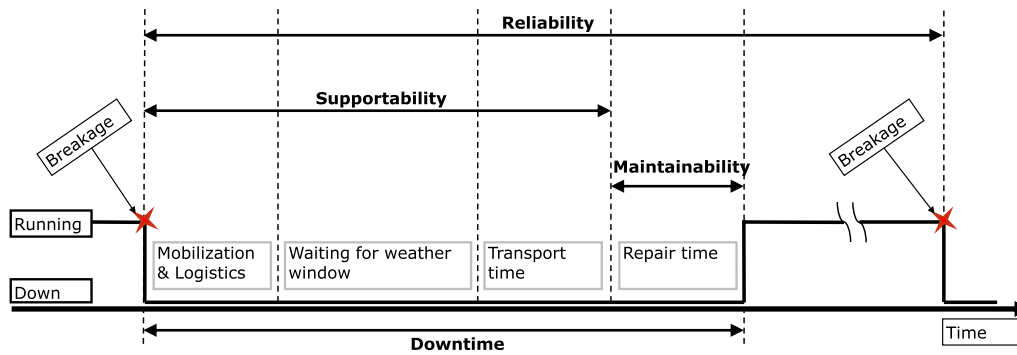 Reliability
Supportability
Breakage
Breakage
Maintainability
Running
Mobilization
& Logistics
Waiting for weather
window
Transport
time
Repair time
Down
Time
Downtime